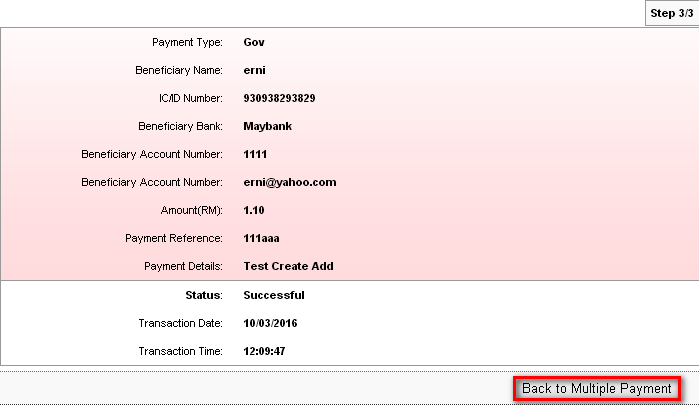 Step 3/3
Payment Type: Gov
Beneficiary Name: erni
IC/ID Number: 930938293829
Beneficiary Bank: Maybank
Beneficiary Account Number: 1111
Beneficiary Account Number: erni@yahoo.com
Amount(RM): 1.10
Payment Reference: 111aaa
Payment Details: Test Create Add
Status: Successful
Transaction Date: 10/03/2016
Transaction Time: 12:09:47
Back to Multiple Payment